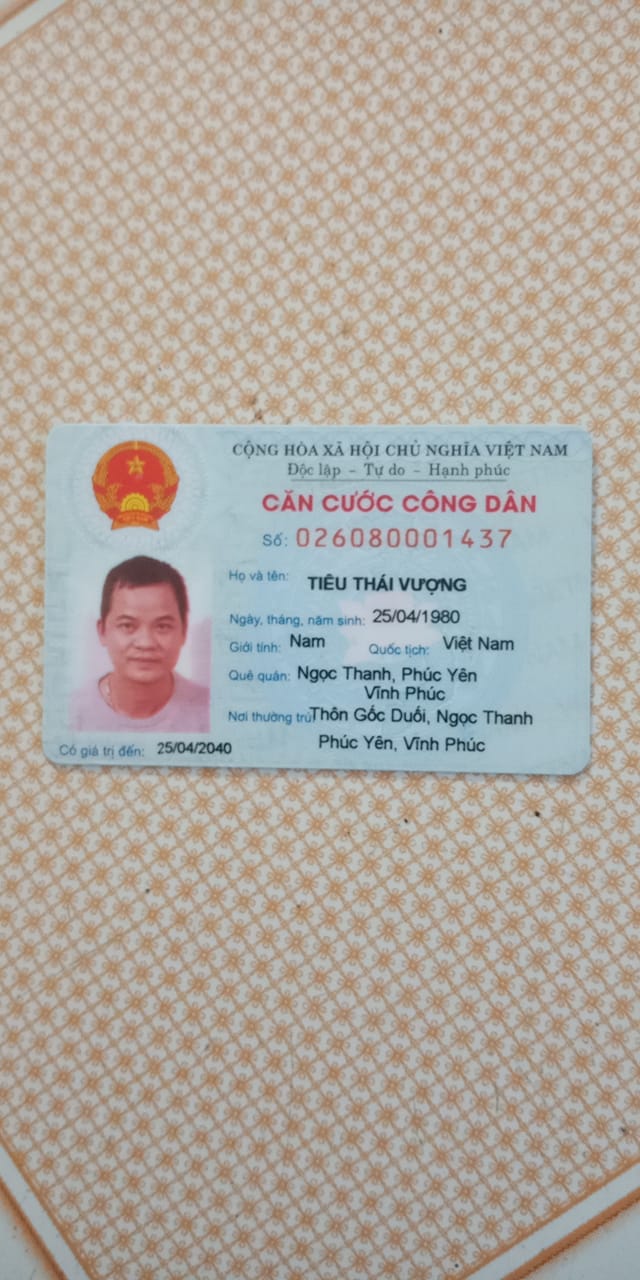 CỘNG HÒA XÃ HỘI CHỦ NGHĨA VIỆT NAM
Độc lập – Tự do – Hạnh phúc
CĂN CƯỚC CÔNG DÂN
Số: 026080001437
Họ và tên: TIÊU THÁI VƯỢNG
Ngày, tháng, năm sinh: 25/04/1980
Giới tính: Nam Quốc tịch: Việt Nam
Quê quán: Ngọc Thanh, Phúc Yên
Vĩnh Phúc
Nơi thường trú: Thôn Gốc Duối, Ngọc Thanh
Phúc Yên, Vĩnh Phúc
Có giá trị đến: 25/04/2040